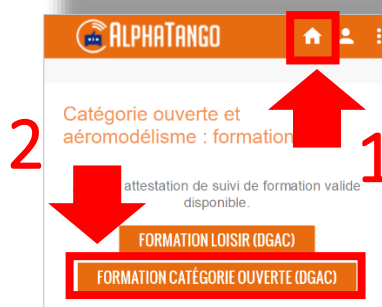 ALPHATANGO
Catégorie ouverte et
aéromodélisme : formation
2
1
attestation de suivi de formation valide
disponible.
FORMATION LOISIR (DGAC)
FORMATION CATÉGORIE OUVERTE (DGAC)